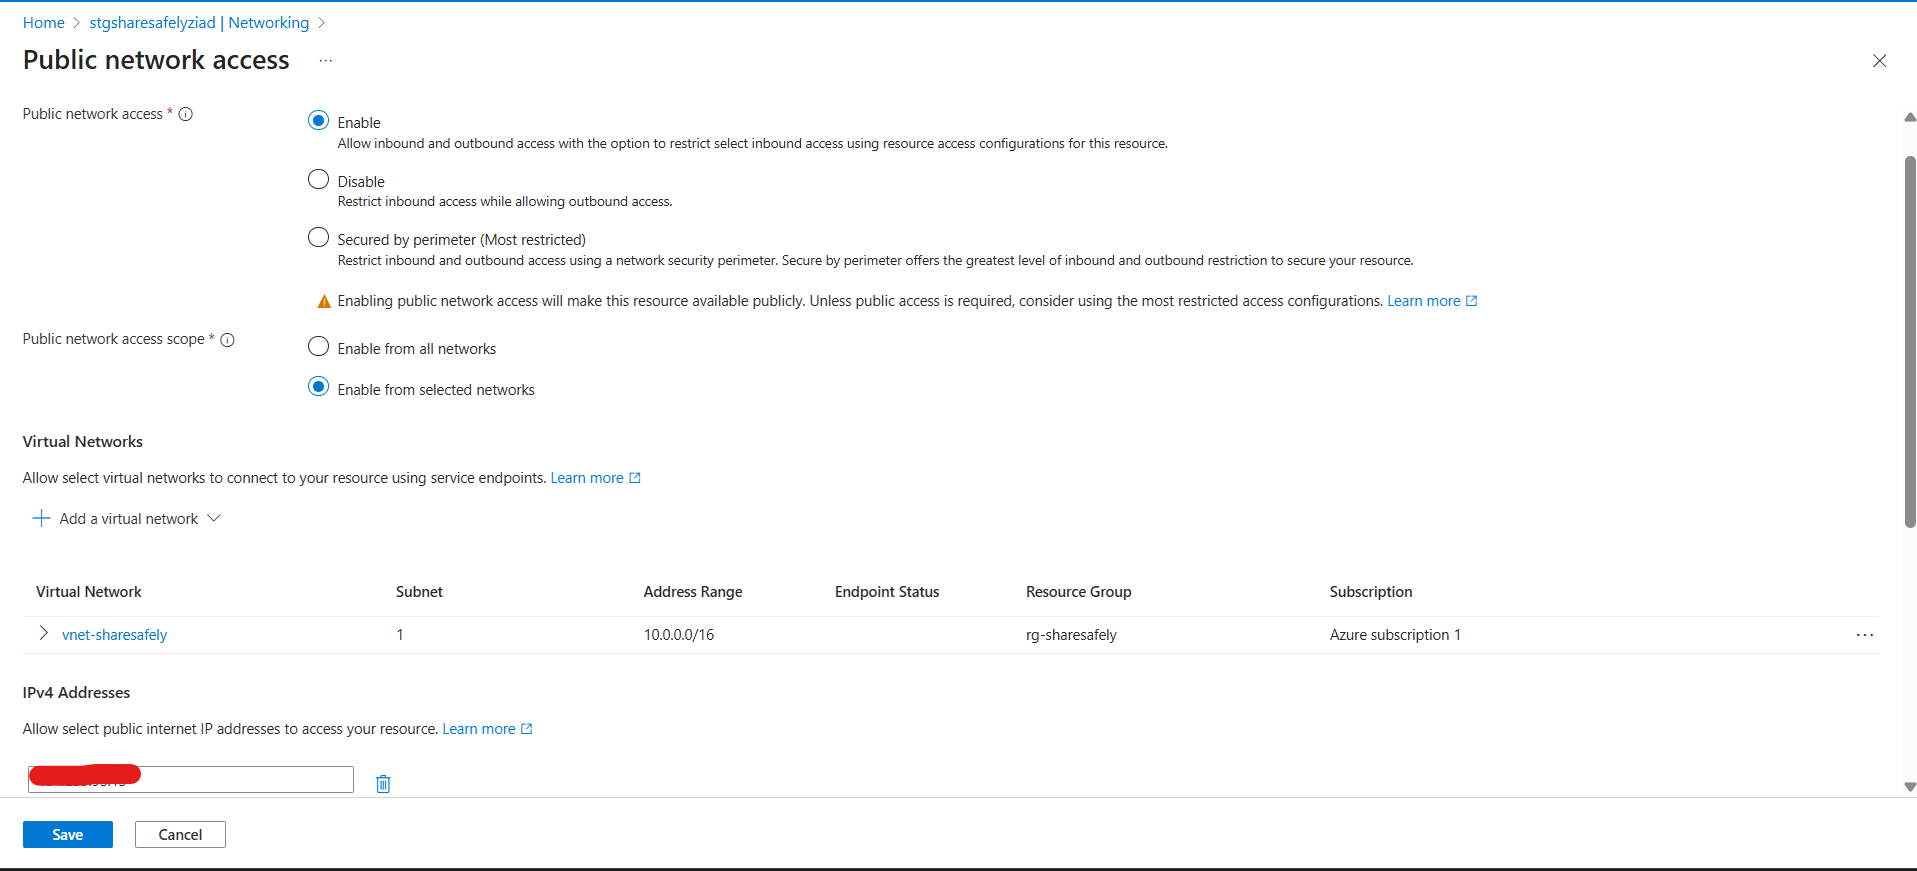 Home > stgsharesafelyziad | Networking >
Public network access ...
Public network access *
Enable
Allow inbound and outbound access with the option to restrict select inbound access using resource access configurations for this resource.
Disable
Restrict inbound access while allowing outbound access.
Secured by perimeter (Most restricted)
Restrict inbound and outbound access using a network security perimeter. Secure by perimeter offers the greatest level of inbound and outbound restriction to secure your resource.
Enabling public network access will make this resource available publicly. Unless public access is required, consider using the most restricted access configurations. Learn more
Public network access scope *
Enable from all networks
Enable from selected networks
Virtual Networks
Allow select virtual networks to connect to your resource using service endpoints. Learn more
Add a virtual network
Virtual Network Subnet Address Range Endpoint Status Resource Group Subscription
vnet-sharesafely 1 10.0.0.0/16 rg-sharesafely Azure subscription 1 ...
IPv4 Addresses
Allow select public internet IP addresses to access your resource. Learn more
Save Cancel